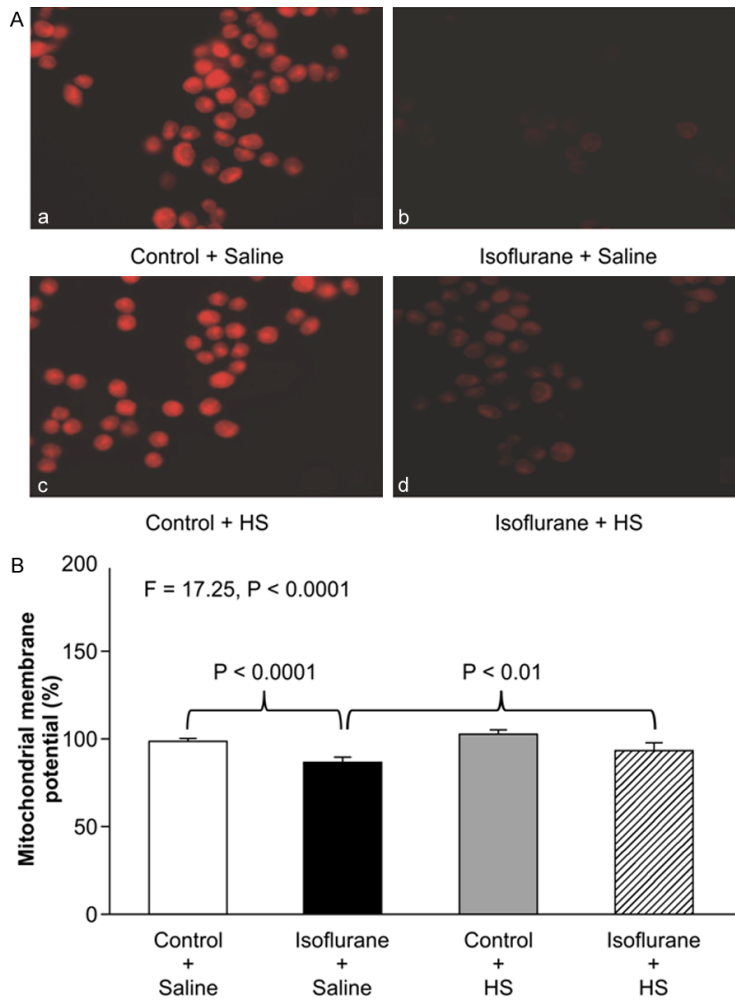 A
a
b
Control + Saline
Isoflurane + Saline
c
d
Control + HS
Isoflurane + HS
B
Mitochondrial membrane
potential (%)
200
150
100
50
0
F = 17.25, P < 0.0001
P < 0.0001
P < 0.01
Control
+
Saline
Isoflurane
+
Saline
Control
+
HS
Isoflurane
+
HS